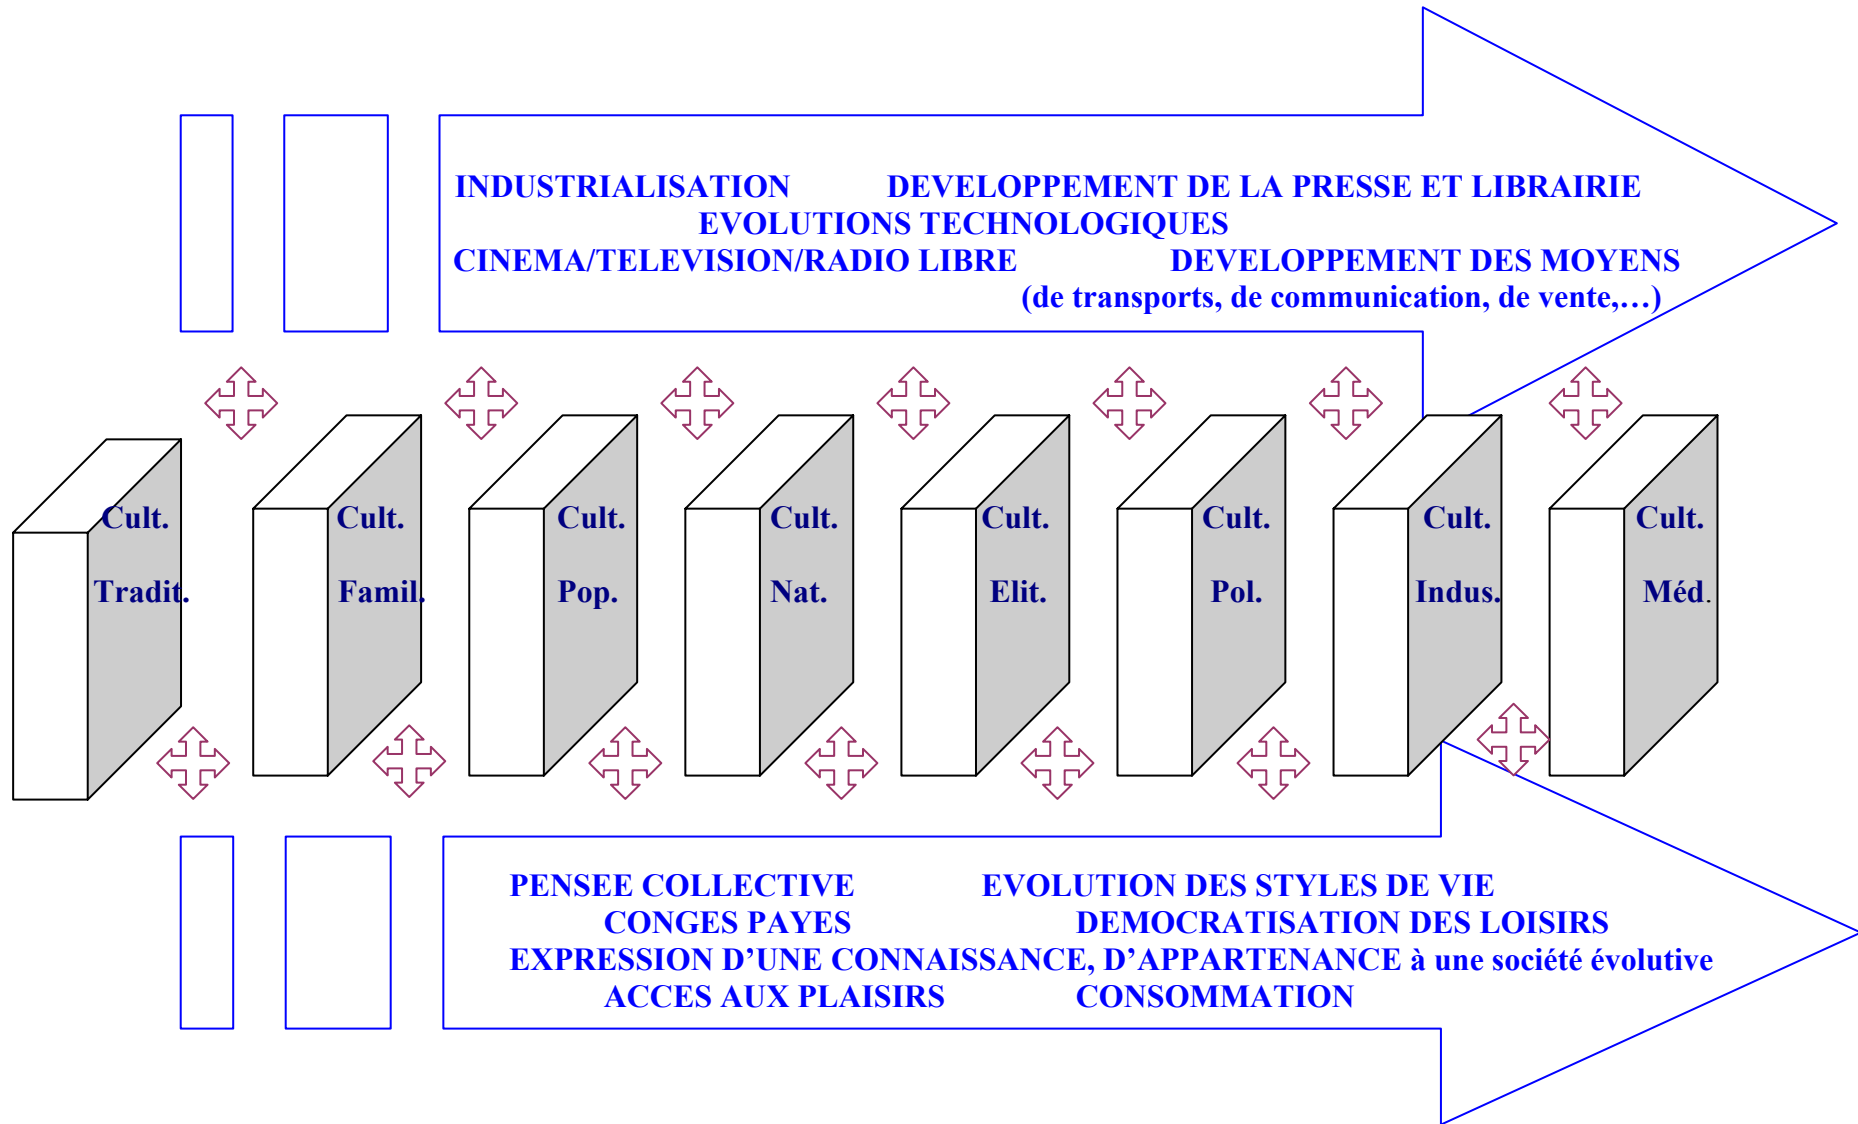 INDUSTRIALISATION DEVELOPPEMENT DE LA PRESSE ET LIBRAIRIE
EVOLUTIONS TECHNOLOGIQUES
CINEMA/TELEVISION/RADIO LIBRE DEVELOPPEMENT DES MOYENS
(de transports, de communication, de vente,…)
Cult. Cult. Cult. Cult. Cult. Cult. Cult. Cult.
Tradit. Famil. Pop. Nat. Elit. Pol. Indus. Méd.
PENSEE COLLECTIVE EVOLUTION DES STYLES DE VIE
CONGES PAYES DEMOCRATISATION DES LOISIRS
EXPRESSION D’UNE CONNAISSANCE, D’APPARTENANCE à une société évolutive
ACCES AUX PLAISIRS CONSOMMATION